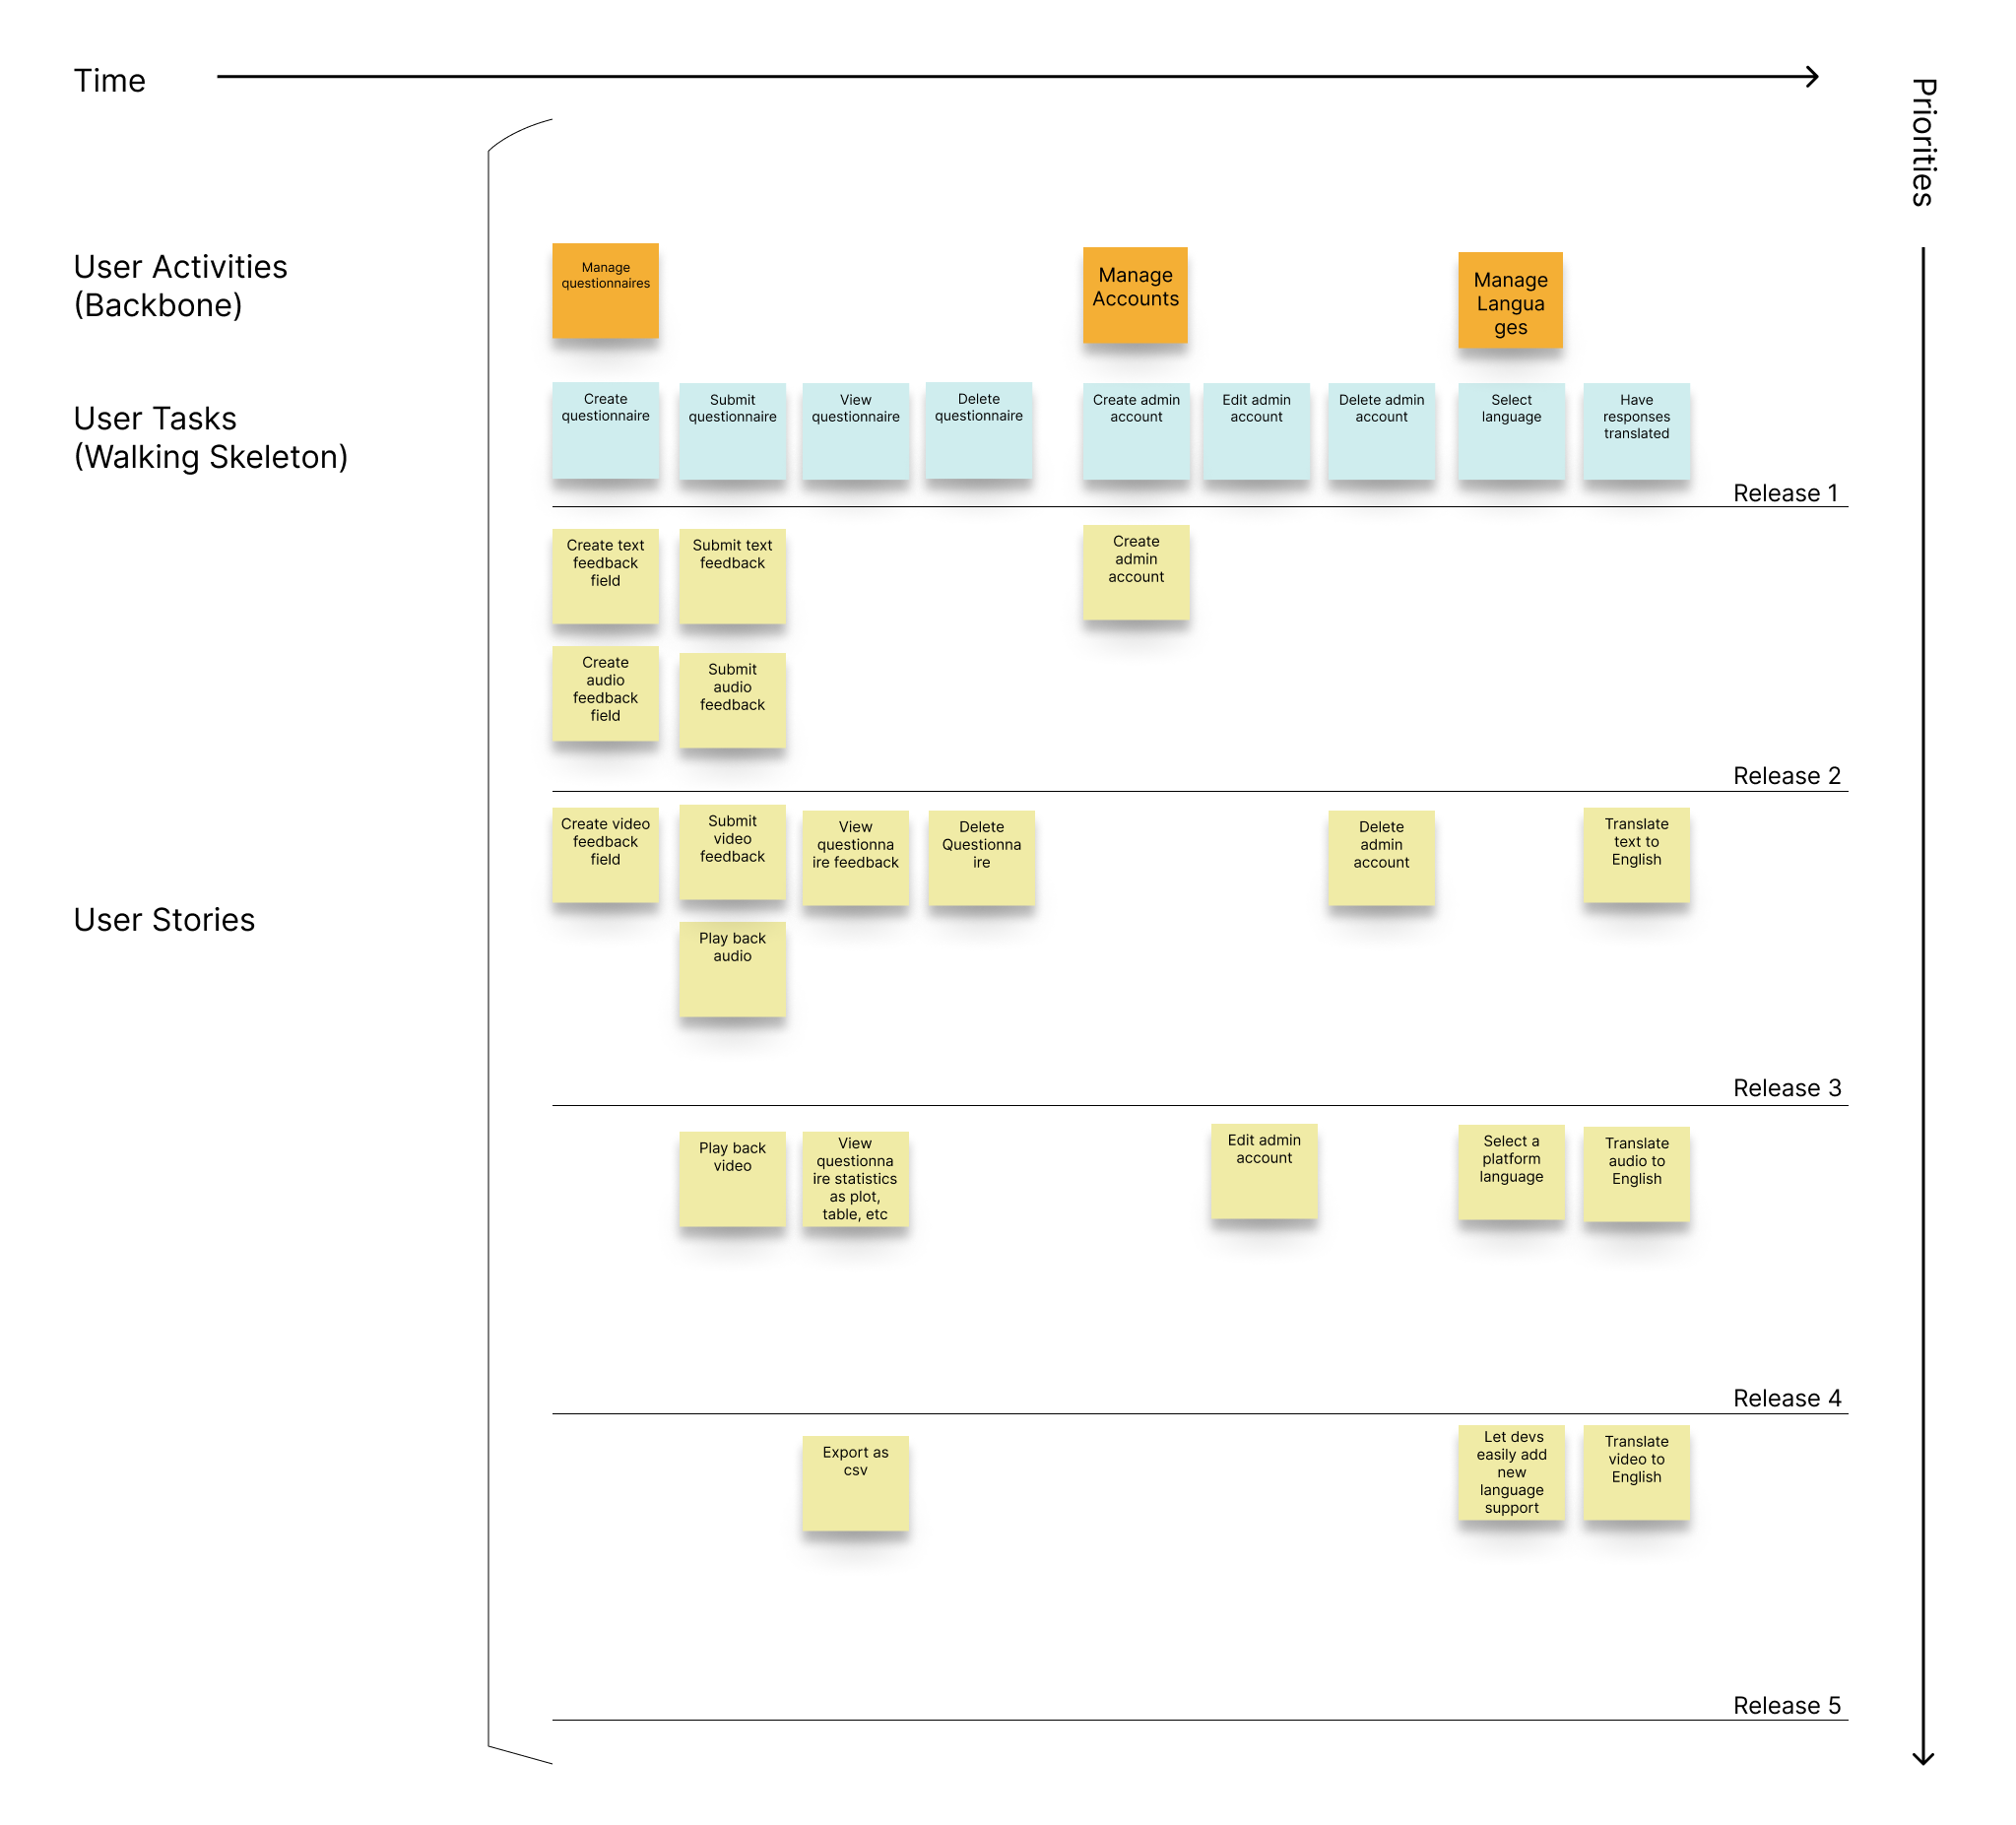 Time
Priorities
User Activities
(Backbone)
Manage
questionnaires
Manage
Accounts
Manage
Langua
ges
User Tasks
(Walking Skeleton)
Create
questionnaire
Submit
questionnaire
View
questionnaire
Delete
questionnaire
Create admin
account
Edit admin
account
Delete admin
account
Select
language
Have
responses
translated
Release 1
Create text
feedback
field
Submit text
feedback
Create
admin
account
Create
audio
feedback
field
Submit
audio
feedback
Release 2
User Stories
Create video
feedback
field
Submit
video
feedback
View
questionna
ire feedback
Delete
Questionna
ire
Delete
admin
account
Translate
text to
English
Play back
audio
Release 3
Play back
video
View
questionna
ire statistics
as plot,
table, etc
Edit admin
account
Select a
platform
language
Translate
audio to
English
Release 4
Export as
csv
Let devs
easily add
new
language
support
Translate
video to
English
Release 5